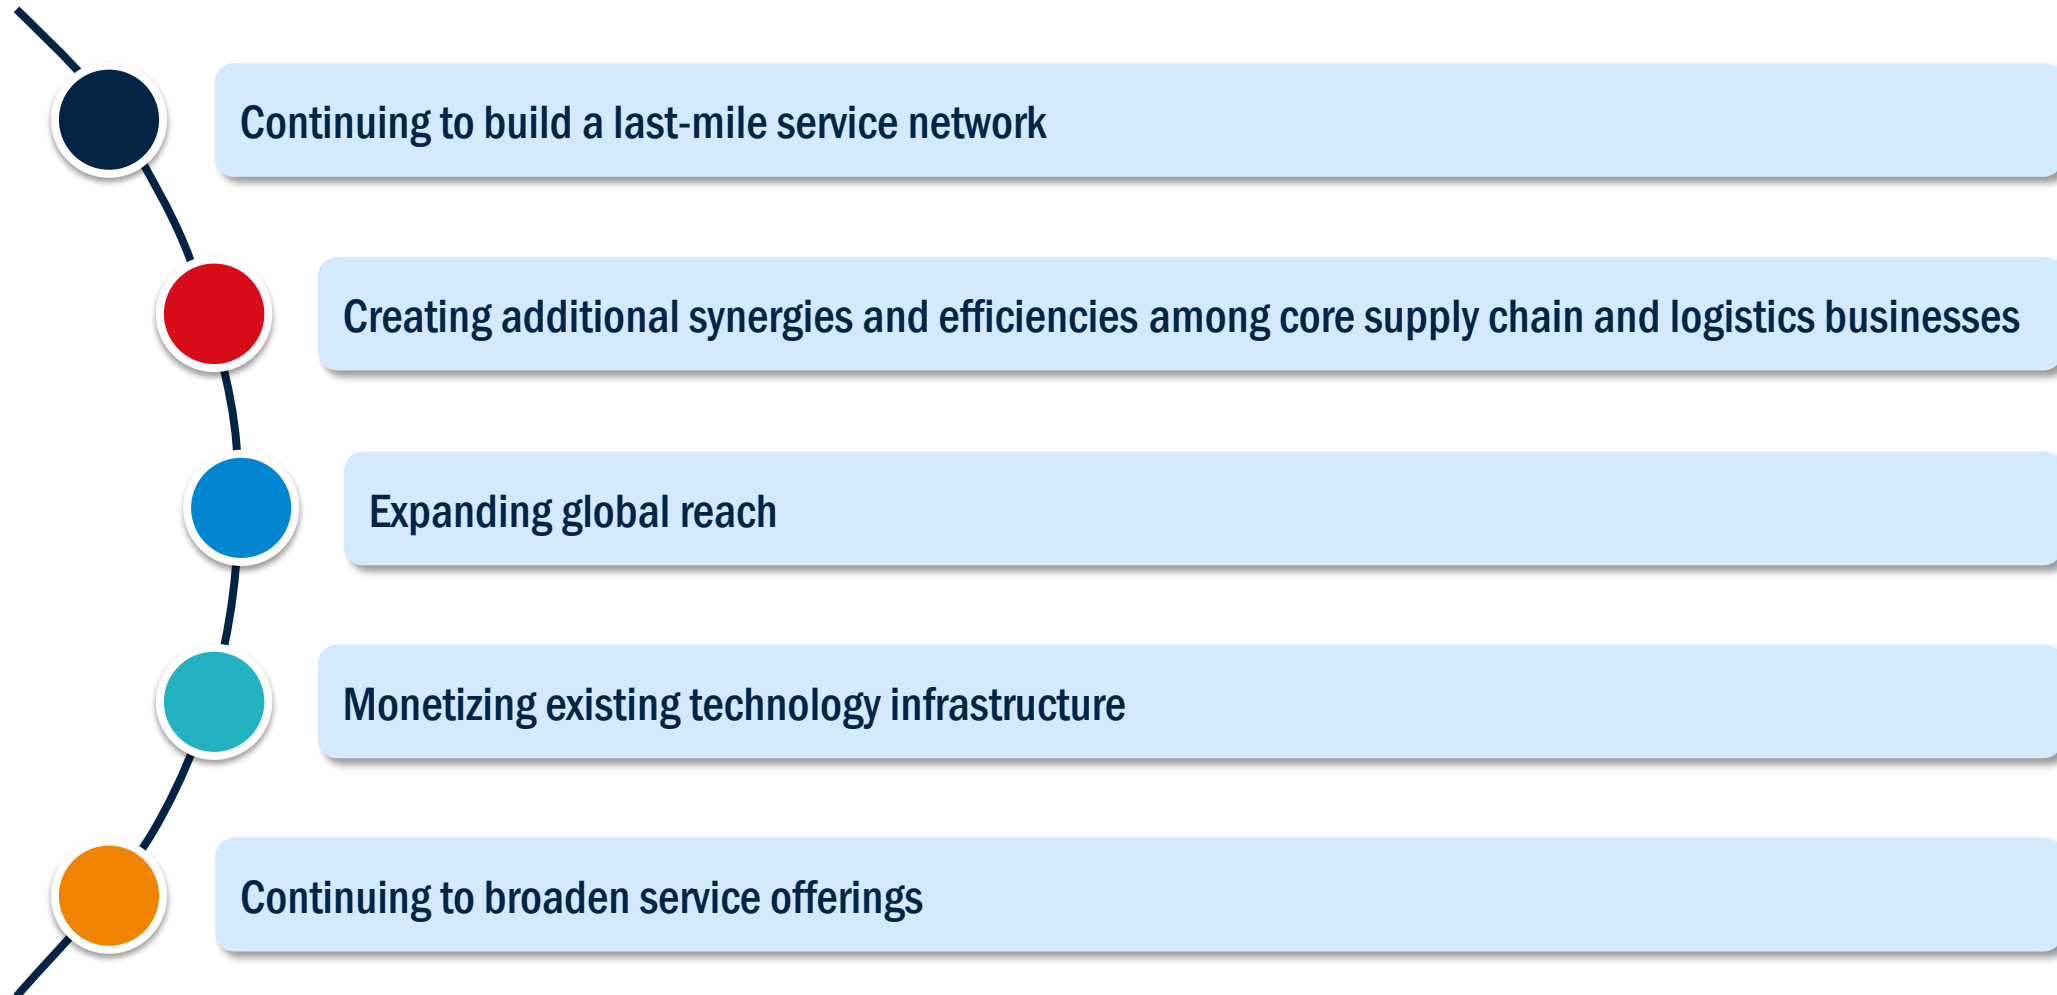 Continuing to build a last-mile service network
Creating additional synergies and efficiencies among core supply chain and logistics businesses
Expanding global reach
Monetizing existing technology infrastructure
Continuing to broaden service offerings